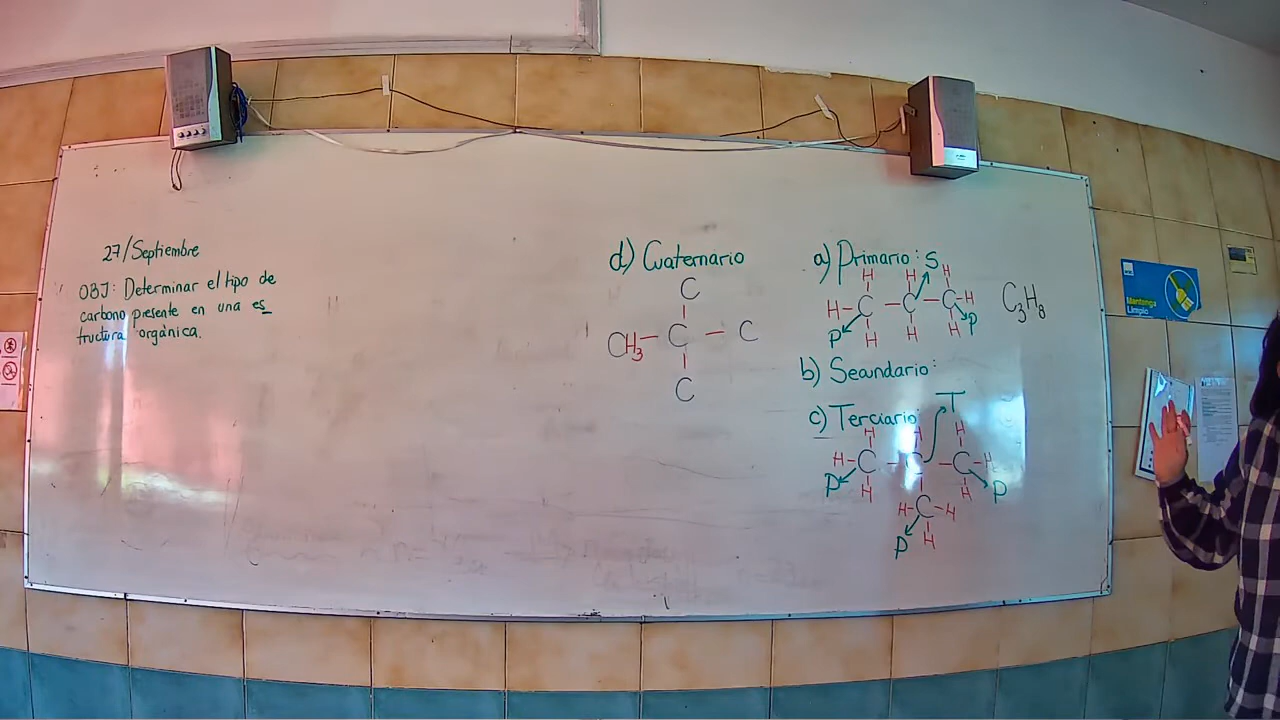 27/Septiembre
OBJ: Determinar el tipo de
carbono presente en una es
tructura orgánica.
d) Cuaternario
C
CH₃ — C — C
C
a) Primario: S
H H H
H — C — C — C — H
P H H H P
C₃H₈
b) Secundario:
c) Terciario: T
H H H
H — C — C — C — H
P H H P
H — C — H
P H
Mantenga
Limpio